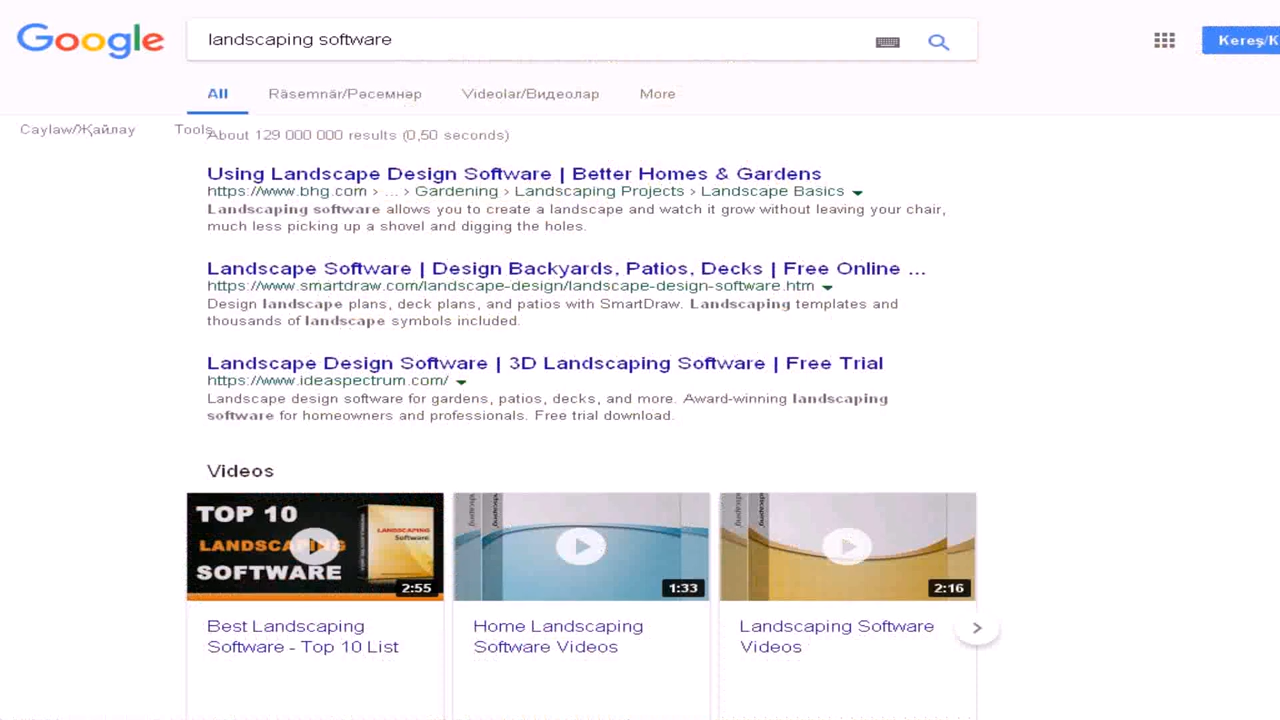 Google
landscaping software
Kereş/К
All
Räsemnär/Рәсемнәр
Videolar/Видеолар
More
Caylaw/Җайлау
Tools
About 129 000 000 results (0,50 seconds)
Using Landscape Design Software | Better Homes & Gardens
https://www.bhg.com › ... › Gardening › Landscaping Projects › Landscape Basics
Landscaping software allows you to create a landscape and watch it grow without leaving your chair,
much less picking up a shovel and digging the holes.
Landscape Software | Design Backyards, Patios, Decks | Free Online ...
https://www.smartdraw.com/landscape-design/landscape-design-software.htm
Design landscape plans, deck plans, and patios with SmartDraw. Landscaping templates and
thousands of landscape symbols included.
Landscape Design Software | 3D Landscaping Software | Free Trial
https://www.ideaspectrum.com/
Landscape design software for gardens, patios, decks, and more. Award-winning landscaping
software for homeowners and professionals. Free trial download.
Videos
TOP 10
LANDSCAPING
SOFTWARE
LANDSCAPING
Software
2:55
1:33
2:16
Best Landscaping
Software - Top 10 List
Home Landscaping
Software Videos
Landscaping Software
Videos